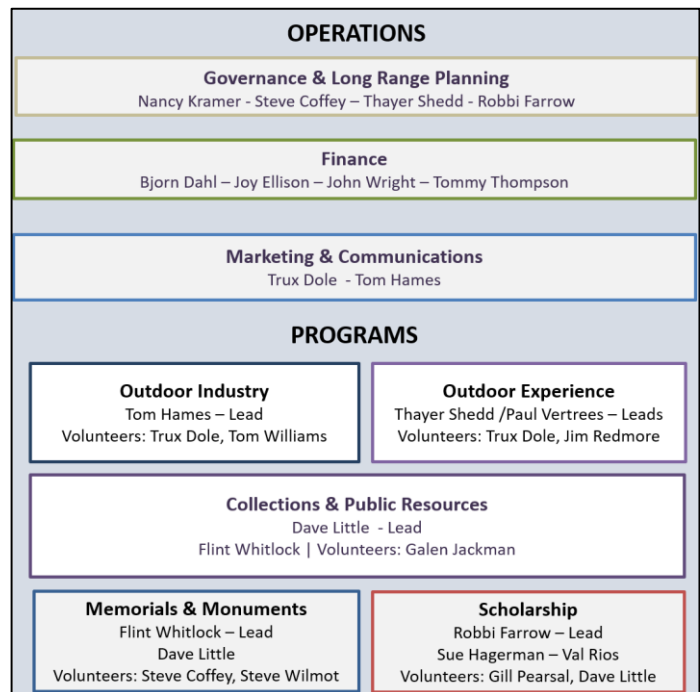 OPERATIONS
Governance & Long Range Planning
Nancy Kramer - Steve Coffey – Thayer Shedd - Robbi Farrow
Finance
Bjorn Dahl – Joy Ellison – John Wright – Tommy Thompson
Marketing & Communications
Trux Dole - Tom Hames
PROGRAMS
Outdoor Industry
Tom Hames – Lead
Volunteers: Trux Dole, Tom Williams
Outdoor Experience
Thayer Shedd /Paul Vertrees – Leads
Volunteers: Trux Dole, Jim Redmore
Collections & Public Resources
Dave Little - Lead
Flint Whitlock | Volunteers: Galen Jackman
Memorials & Monuments
Flint Whitlock – Lead
Dave Little
Volunteers: Steve Coffey, Steve Wilmot
Scholarship
Robbi Farrow – Lead
Sue Hagerman – Val Rios
Volunteers: Gill Pearsal, Dave Little